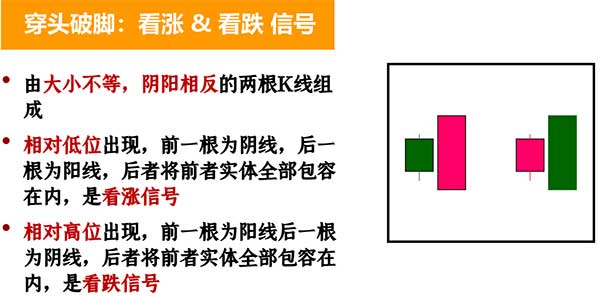 穿头破脚：看涨 & 看跌 信号
• 由大小不等，阴阳相反的两根K线组
成
• 相对低位出现，前一根为阴线，后一
根为阳线，后者将前者实体全部包容
在内，是看涨信号
• 相对高位出现，前一根为阳线后一根
为阴线，后者将前者实体全部包容在
内，是看跌信号